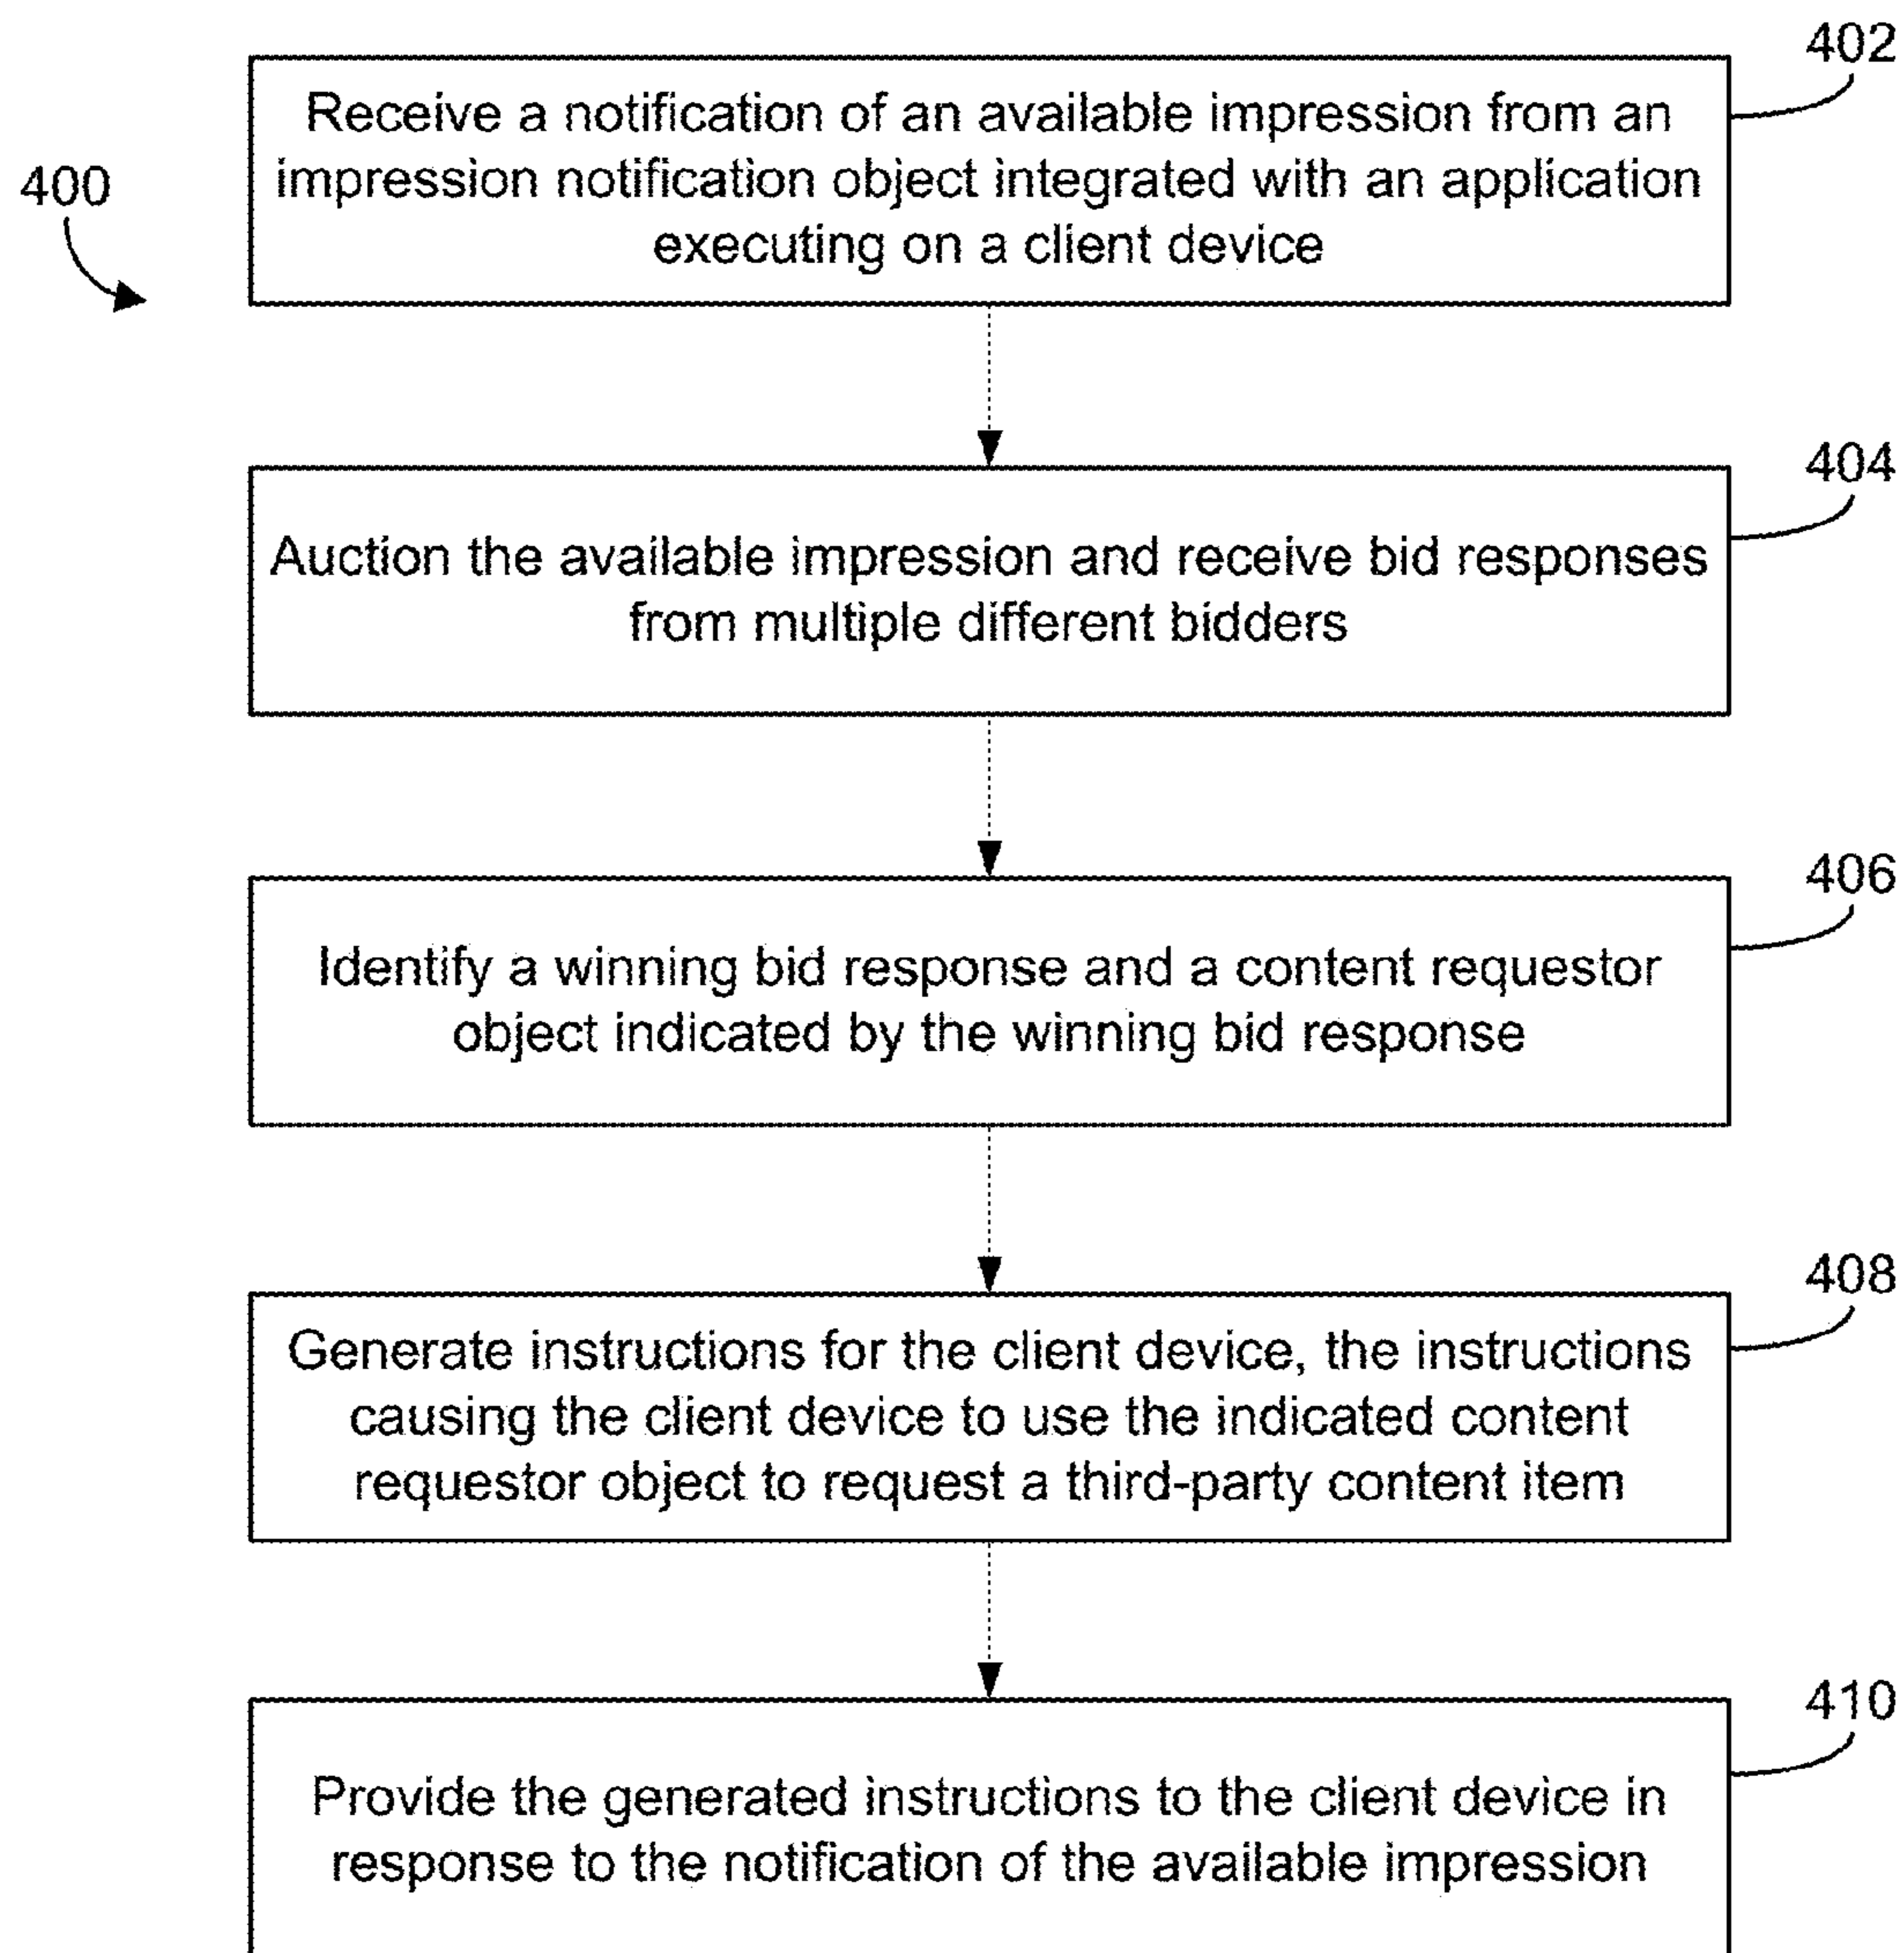 402
Receive a notification of an available impression from an
impression notification object integrated with an application
executing on a client device
400
404
Auction the available impression and receive bid responses
from multiple different bidders
406
Identify a winning bid response and a content requestor
object indicated by the winning bid response
408
Generate instructions for the client device, the instructions
causing the client device to use the indicated content
requestor object to request a third-party content item
410
Provide the generated instructions to the client device in
response to the notification of the available impression